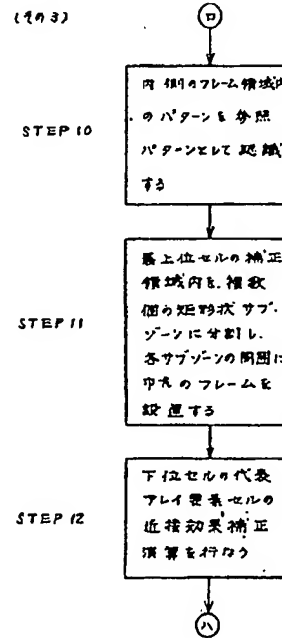 (その3)
ロ
STEP 10
内側のフレーム領域内
のパターンを参照
パターンとして認識
する
STEP 11
最上位セルの補正
領域内を、複数
個の矩形状サブ・
ゾーンに分割し、
各サブゾーンの周囲に
巾Rのフレームを
設置する
STEP 12
下位セルの代表
アレイ要素セルの
近接効果補正
演算を行なう
ハ